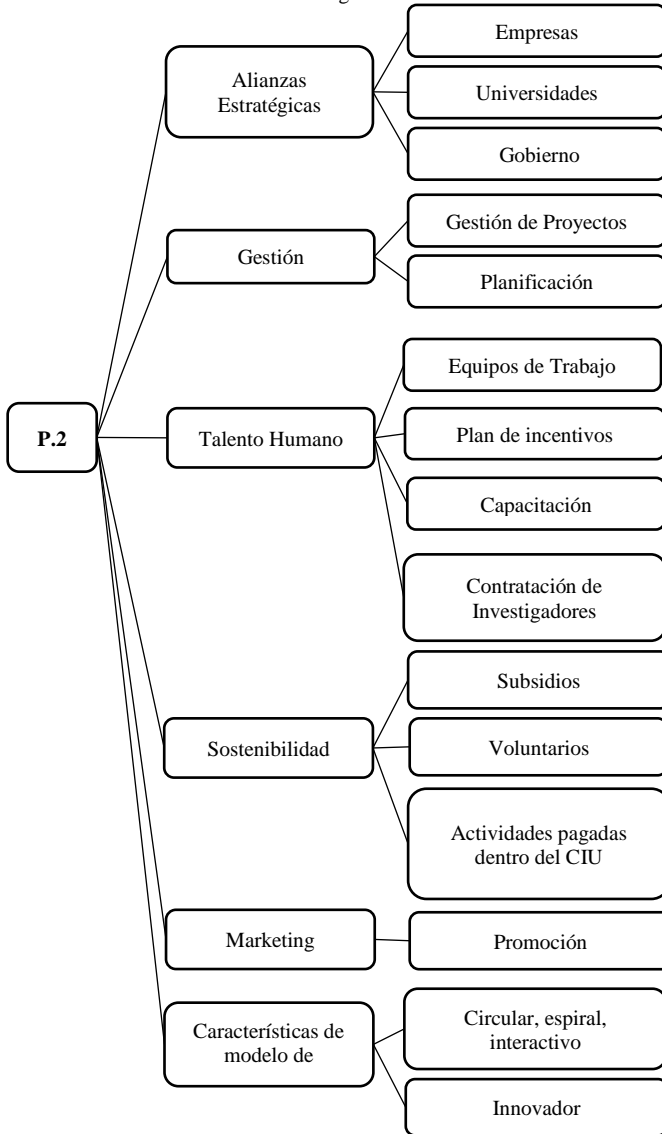 Empresas
Alianzas
Estratégicas
Universidades
Gobierno
Gestión de Proyectos
Gestión
Planificación
Equipos de Trabajo
P.2
Talento Humano
Plan de incentivos
Capacitación
Contratación de
Investigadores
Subsidios
Sostenibilidad
Voluntarios
Actividades pagadas
dentro del CIU
Marketing
Promoción
Características de
modelo de
Circular, espiral,
interactivo
Innovador